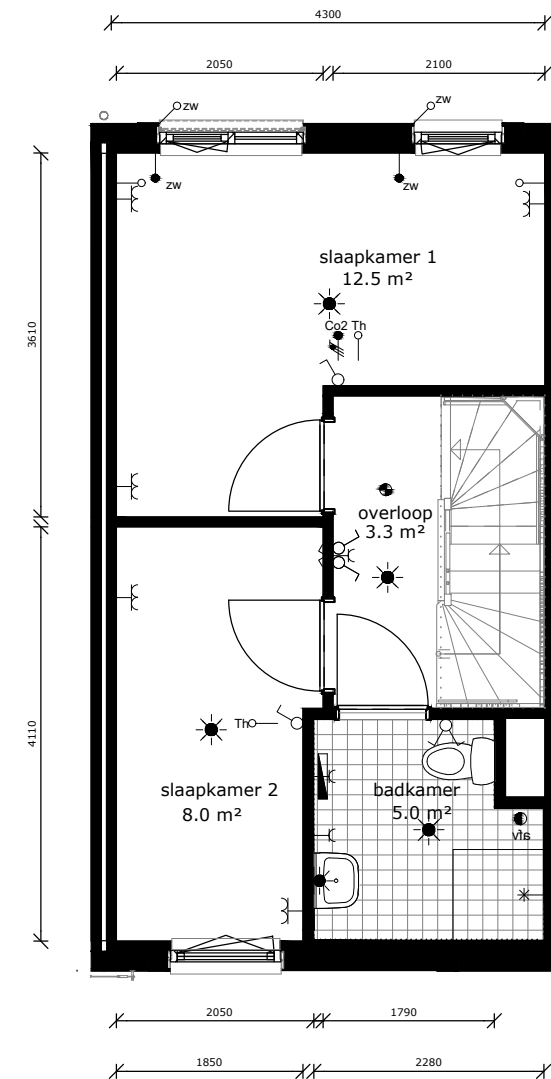 4300
2050
2100
zw
zw
zw
zw
slaapkamer 1
12.5 m²
3610
Co2 Th
overloop
3.3 m²
4110
Th
slaapkamer 2
8.0 m²
badkamer
5.0 m²
afv
2050
1790
1850
2280